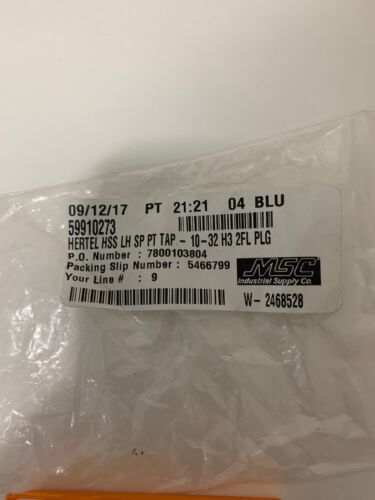 09/12/17 PT 21:21 04 BLU
59910273
HERTEL HSS LH SP PT TAP - 10-32 H3 2FL PLG
P.O. Number : 7800103804
Packing Slip Number : 5466799
Your Line # : 9
MSC
Industrial Supply Co.
W- 2468528